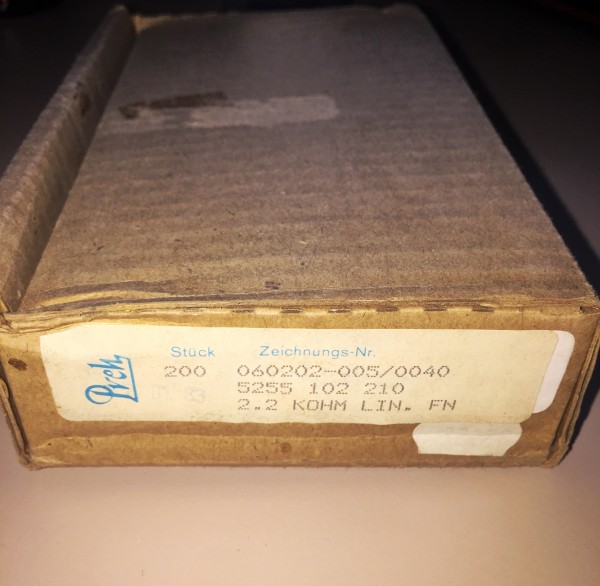 Preh
Stück Zeichnungs-Nr.
200 060202-005/0040
5255 102 210
2.2 KOHM LIN. FN